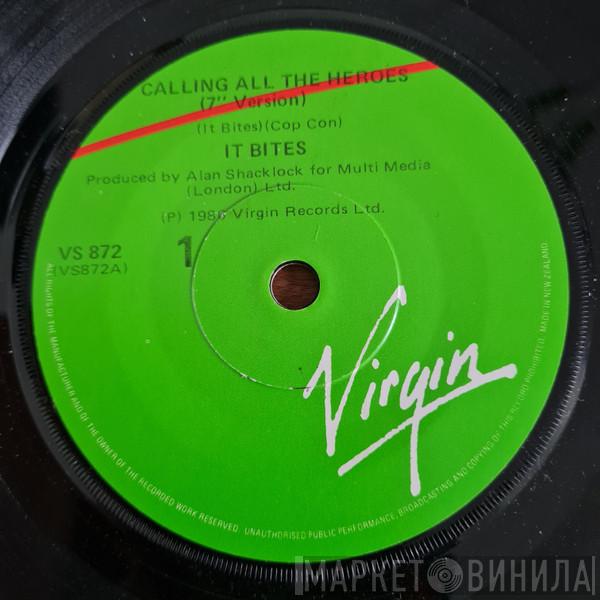 CALLING ALL THE HEROES
(7" Version)
(It Bites)(Cop Con)
IT BITES
Produced by Alan Shacklock for Multi Media
(London) Ltd.
(P) 1986 Virgin Records Ltd.
VS 872
(VS872A)
1
Virgin
ALL RIGHTS OF THE MANUFACTURER AND OF THE OWNER OF THE RECORDED WORK RESERVED. UNAUTHORISED PUBLIC PERFORMANCE, BROADCASTING AND COPYING OF THIS RECORD PROHIBITED. MADE IN NEW ZEALAND.
МАРКЕТ ВИНИЛА